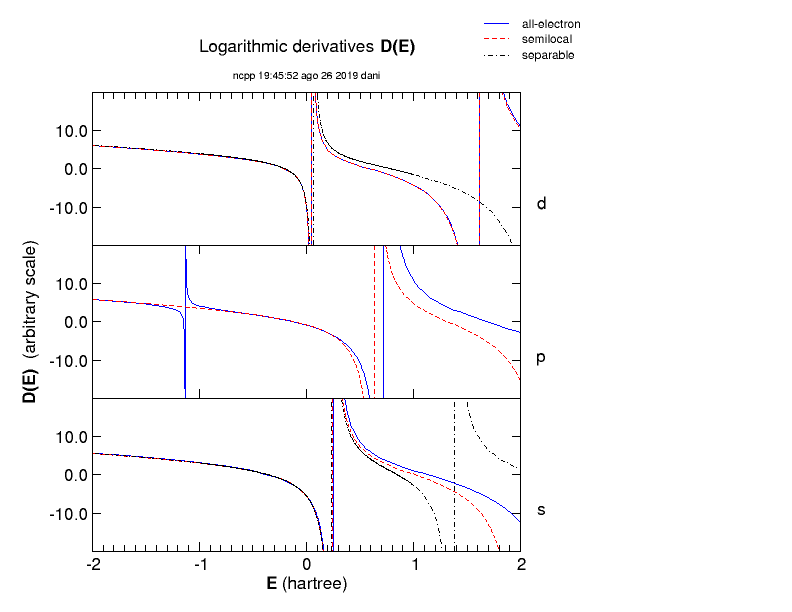 all-electron
semilocal
separable
Logarithmic derivatives D(E)
ncpp 19:45:52 ago 26 2019 dani
10.0
0.0
-10.0
d
10.0
0.0
-10.0
p
10.0
0.0
-10.0
s
D(E) (arbitrary scale)
-2 -1 0 1 2
E (hartree)